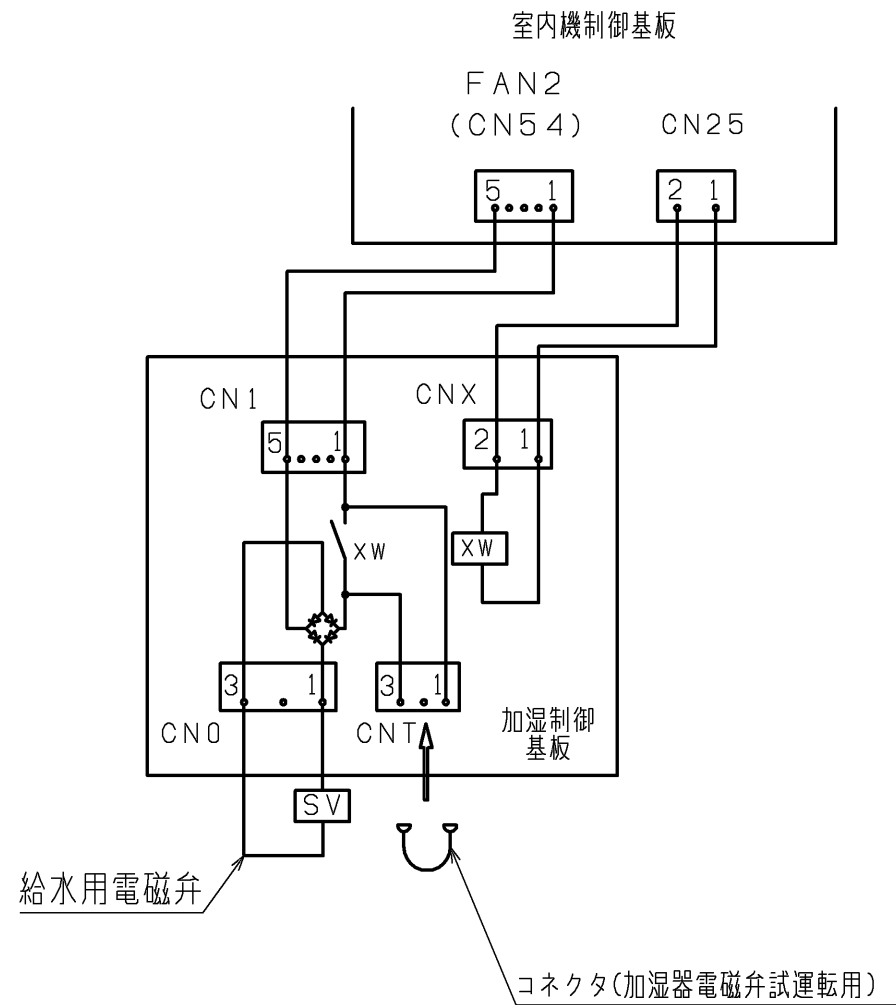 室内機制御基板
FAN2
(CN54)
CN25
5 1
2 1
CN1
CNX
5 1
2 1
XW
XW
3 1
3 1
CNO
CNT
加湿制御
基板
SV
給水用電磁弁
コネクタ(加湿器電磁弁試運転用)